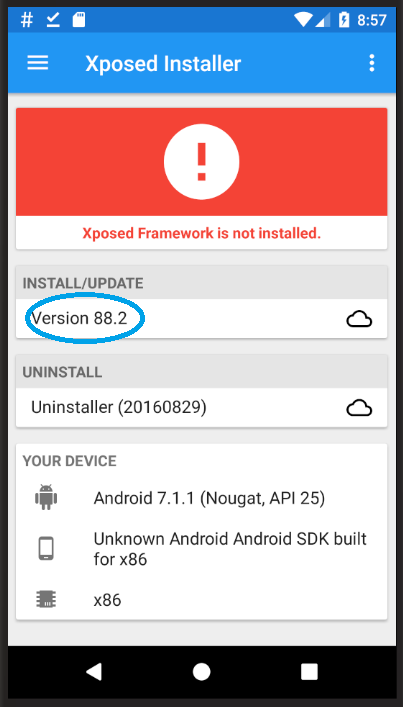 # 8:57
Xposed Installer
!
Xposed Framework is not installed.
INSTALL/UPDATE
Version 88.2
UNINSTALL
Uninstaller (20160829)
YOUR DEVICE
Android 7.1.1 (Nougat, API 25)
Unknown Android Android SDK built
for x86
x86